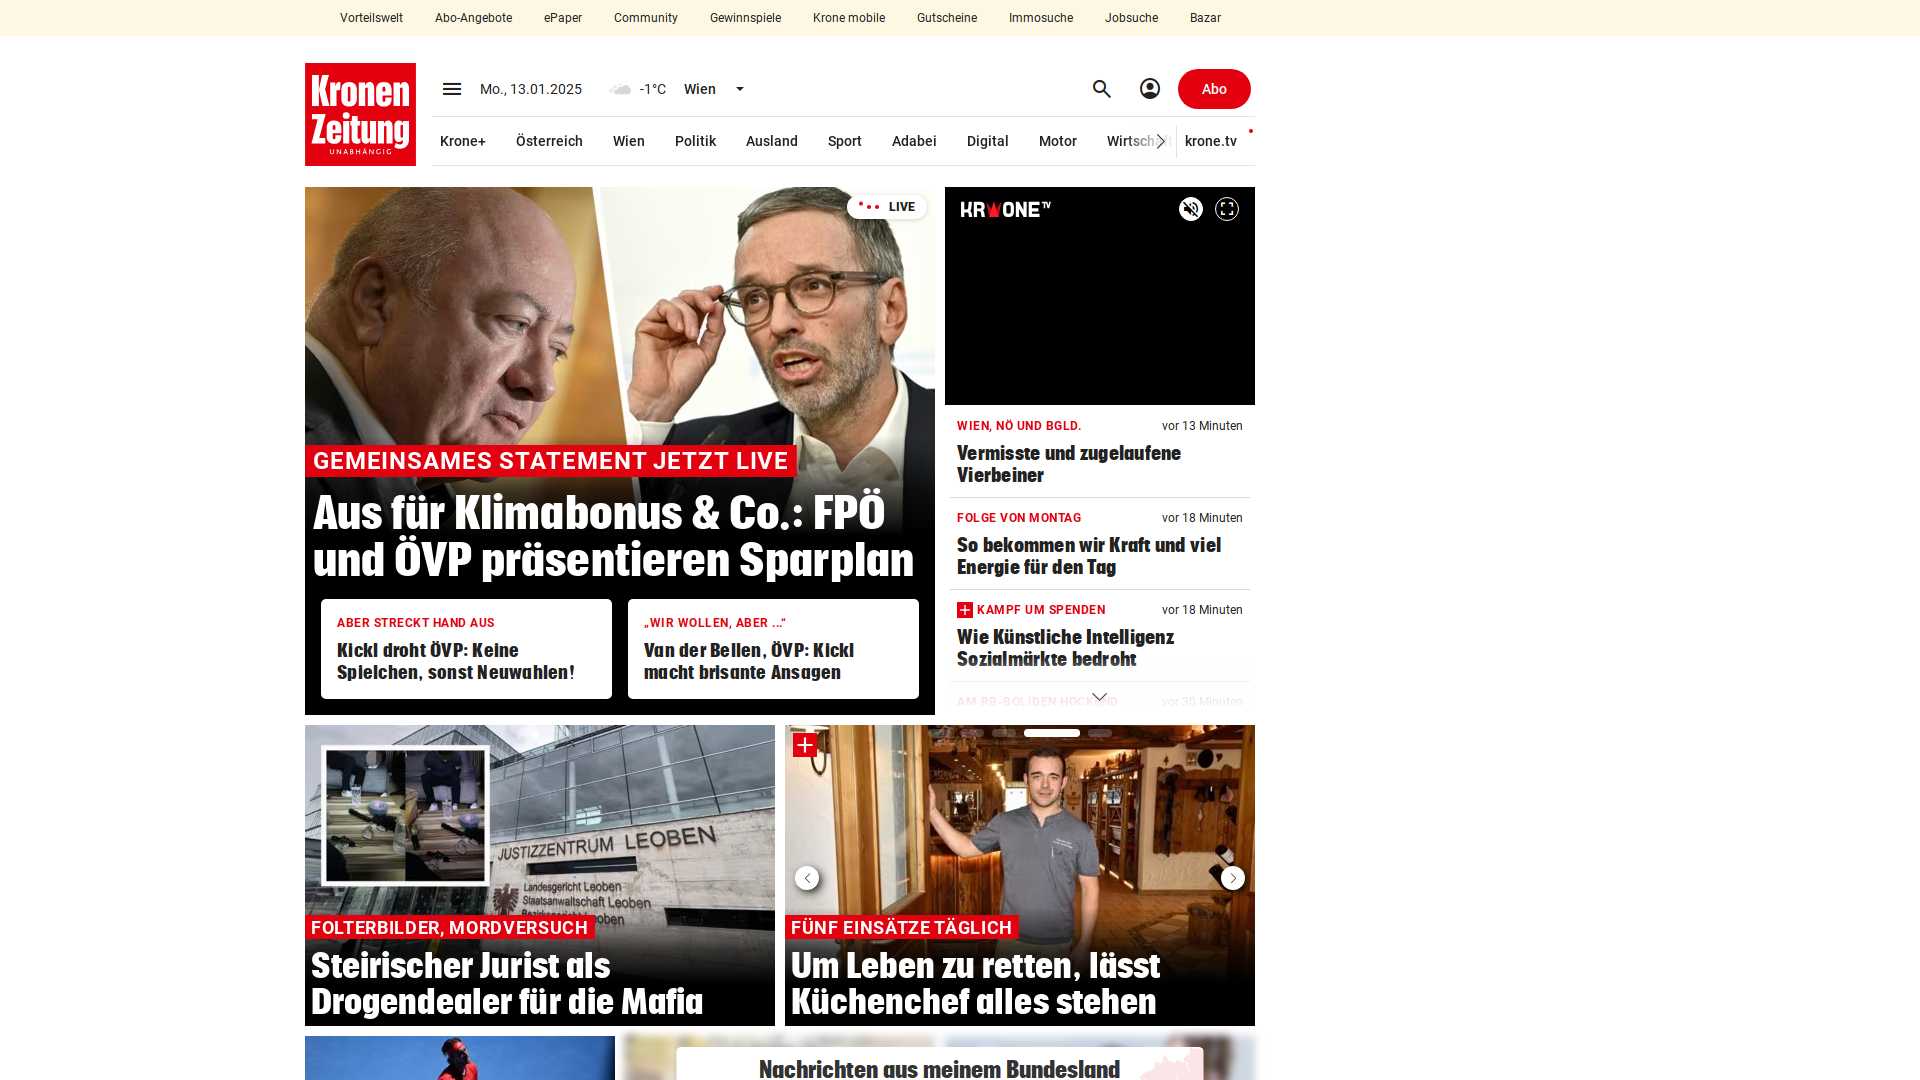 Vorteilswelt Abo-Angebote ePaper Community Gewinnspiele Krone mobile Gutscheine Immosuche Jobsuche Bazar
Kronen
Zeitung
UNABHÄNGIG
Mo., 13.01.2025 -1°C Wien
Abo
Krone+ Österreich Wien Politik Ausland Sport Adabei Digital Motor Wirtschaft krone.tv
LIVE
GEMEINSAMES STATEMENT JETZT LIVE
Aus für Klimabonus & Co.: FPÖ
und ÖVP präsentieren Sparplan
ABER STRECKT HAND AUS
Kickl droht ÖVP: Keine
Spielchen, sonst Neuwahlen!
„WIR WOLLEN, ABER ...“
Van der Bellen, ÖVP: Kickl
macht brisante Ansagen
KRONE TV
WIEN, NÖ UND BGLD. vor 13 Minuten
Vermisste und zugelaufene
Vierbeiner
FOLGE VON MONTAG vor 18 Minuten
So bekommen wir Kraft und viel
Energie für den Tag
KAMPF UM SPENDEN vor 18 Minuten
Wie Künstliche Intelligenz
Sozialmärkte bedroht
AM RB-BOLIDEN HOCKEND vor 30 Minuten
JUSTIZZENTRUM LEOBEN
Landesgericht Leoben
Staatsanwaltschaft Leoben
Bezirksgericht Leoben
FOLTERBILDER, MORDVERSUCH
Steirischer Jurist als
Drogendealer für die Mafia
FÜNF EINSÄTZE TÄGLICH
Um Leben zu retten, lässt
Küchenchef alles stehen
Nachrichten aus meinem Bundesland